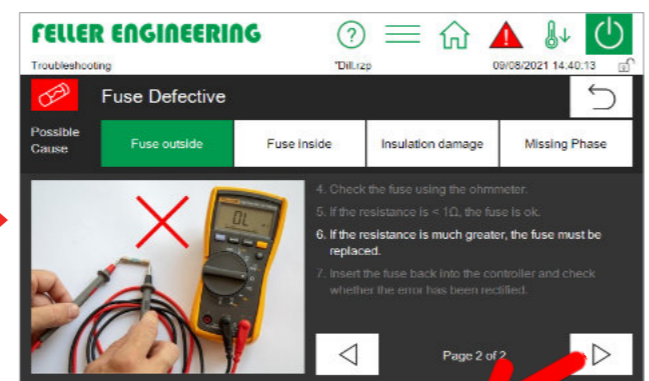 FELLER ENGINEERING
?
Troubleshooting
"Dill.rzp
09/08/2021 14:40:13
Fuse Defective
Possible
Cause
Fuse outside
Fuse Inside
Insulation damage
Missing Phase
0L
4. Check the fuse using the ohmmeter.
5. If the resistance is < 1Ω, the fuse is ok.
6. If the resistance is much greater, the fuse must be
replaced.
7. Insert the fuse back into the controller and check
whether the error has been rectified.
Page 2 of 2